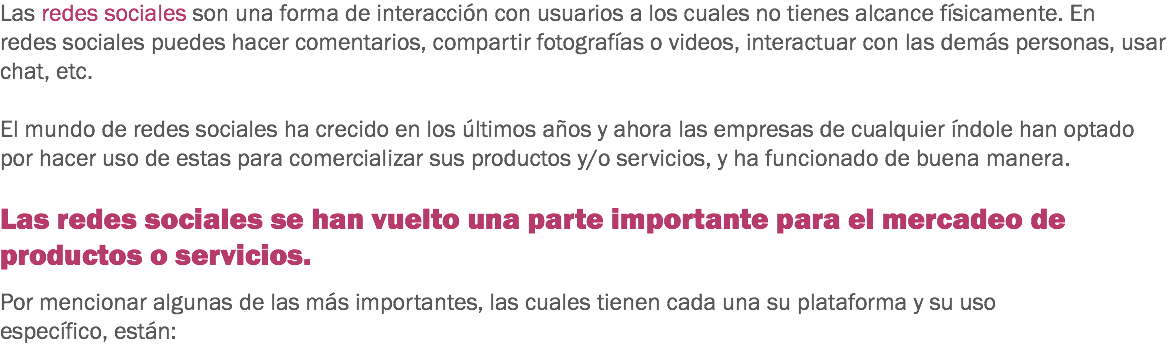 Las redes sociales son una forma de interacción con usuarios a los cuales no tienes alcance físicamente. En
redes sociales puedes hacer comentarios, compartir fotografías o videos, interactuar con las demás personas, usar
chat, etc.
El mundo de redes sociales ha crecido en los últimos años y ahora las empresas de cualquier índole han optado
por hacer uso de estas para comercializar sus productos y/o servicios, y ha funcionado de buena manera.
Las redes sociales se han vuelto una parte importante para el mercadeo de
productos o servicios.
Por mencionar algunas de las más importantes, las cuales tienen cada una su plataforma y su uso
específico, están: